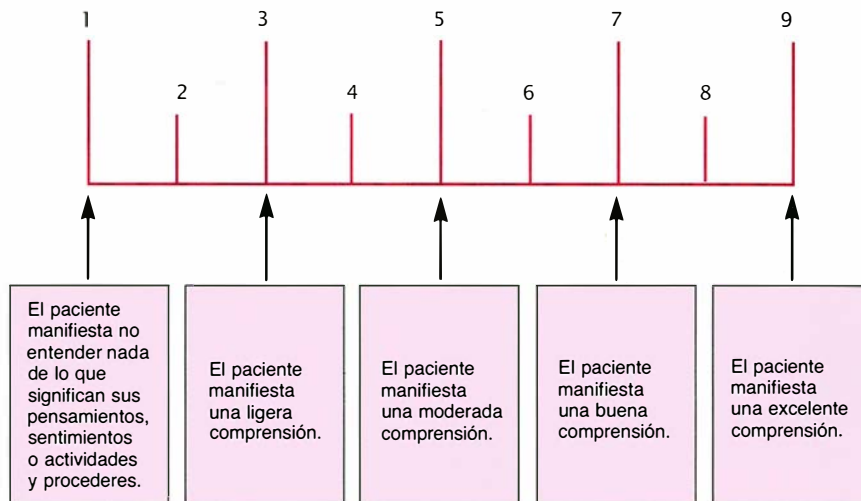 1 3 5 7 9
2 4 6 8
El paciente
manifiesta no
entender nada
de lo que
significan sus
pensamientos,
sentimientos
o actividades
y procederes.
El paciente
manifiesta
una ligera
comprensión.
El paciente
manifiesta
una moderada
comprensión.
El paciente
manifiesta
una buena
comprensión.
El paciente
manifiesta
una excelente
comprensión.